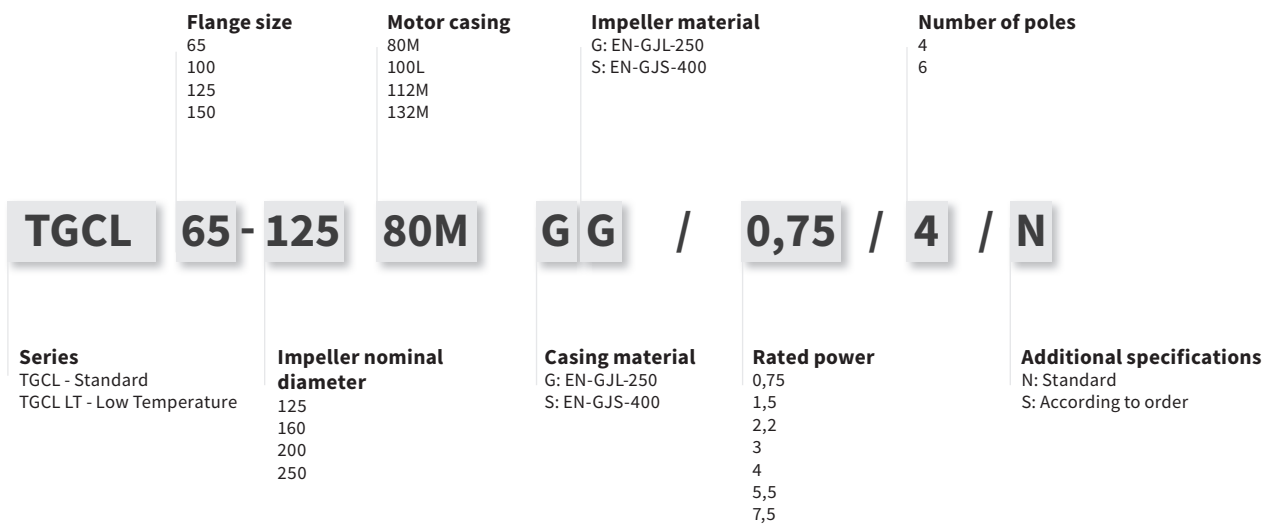 Flange size
65
100
125
150
Motor casing
80M
100L
112M
132M
Impeller material
G: EN-GJL-250
S: EN-GJS-400
Number of poles
4
6
TGCL 65 - 125 80M G G / 0,75 / 4 / N
Series
TGCL - Standard
TGCL LT - Low Temperature
Impeller nominal
diameter
125
160
200
250
Casing material
G: EN-GJL-250
S: EN-GJS-400
Rated power
0,75
1,5
2,2
3
4
5,5
7,5
Additional specifications
N: Standard
S: According to order